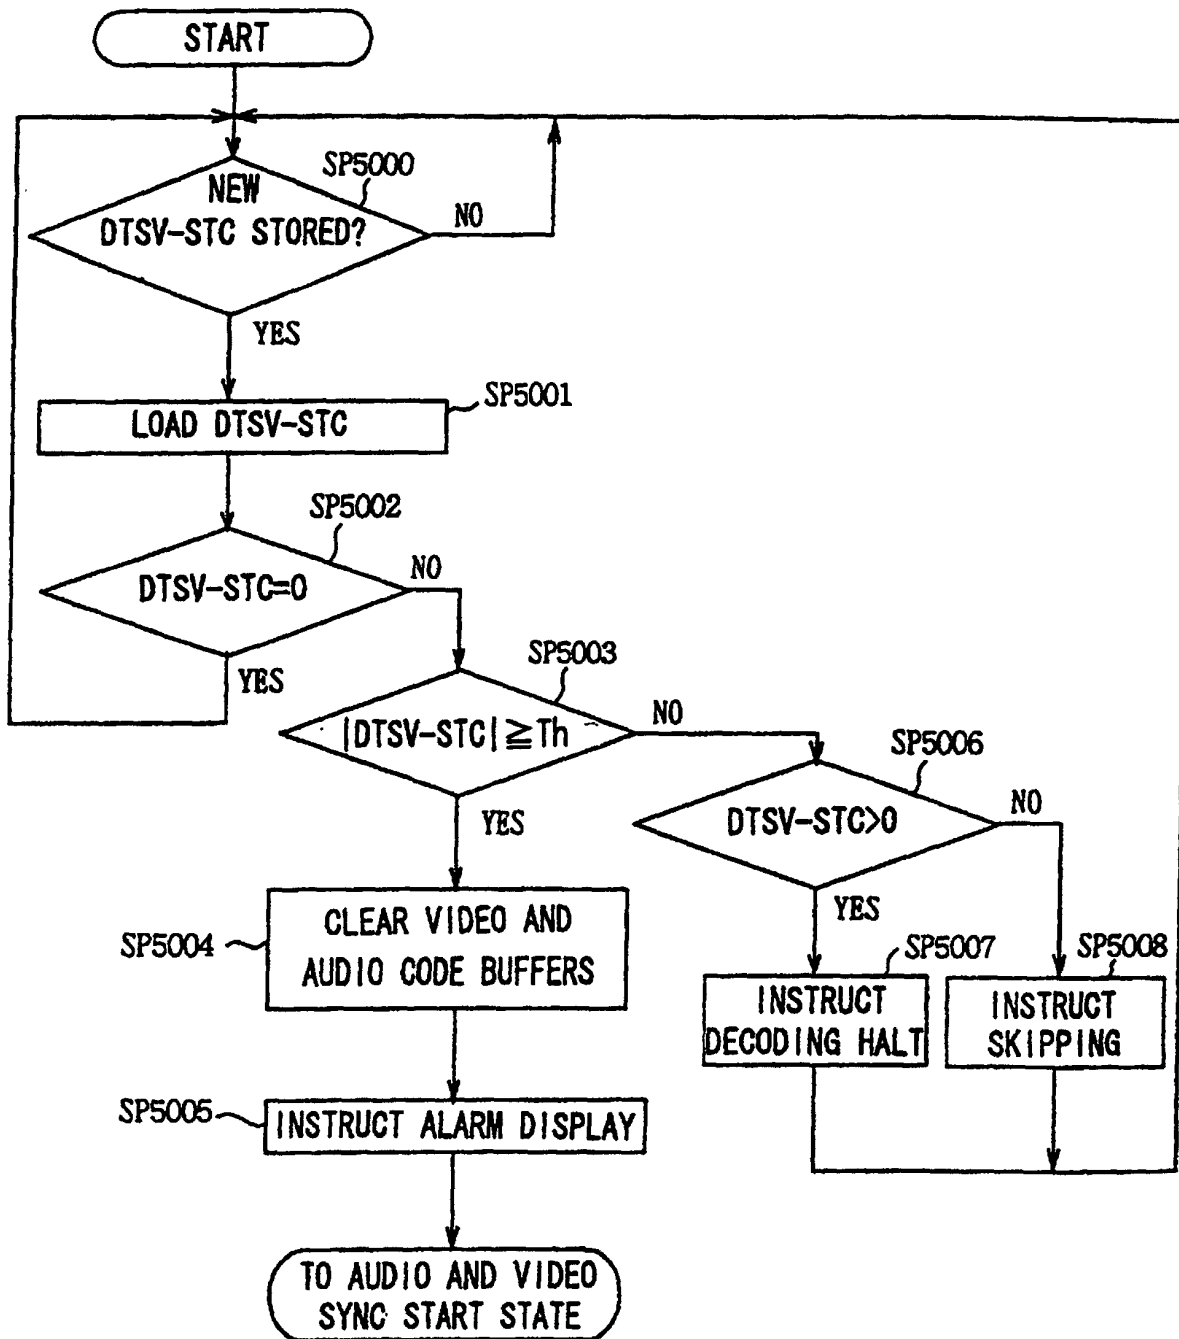 START
SP5000
NEW
DTSV-STC STORED?
NO
YES
SP5001
LOAD DTSV-STC
SP5002
DTSV-STC=0
NO
YES
SP5003
|DTSV-STC|≧Th
NO
YES
SP5006
DTSV-STC>0
NO
YES
SP5004
CLEAR VIDEO AND
AUDIO CODE BUFFERS
SP5007
INSTRUCT
DECODING HALT
SP5008
INSTRUCT
SKIPPING
SP5005
INSTRUCT ALARM DISPLAY
TO AUDIO AND VIDEO
SYNC START STATE